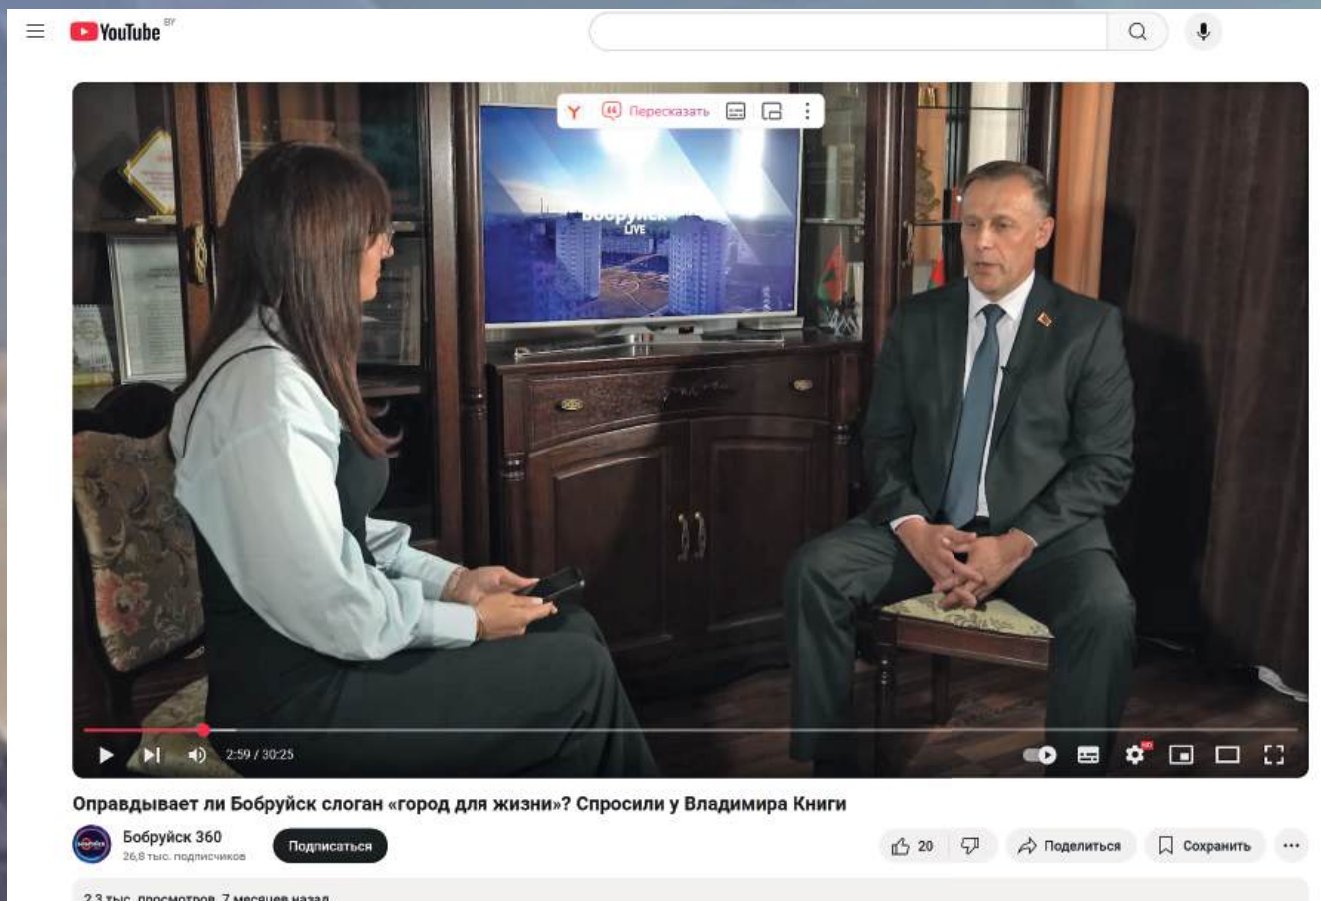 YouTube BY
Пересказать
Бобруйск
LIVE
2:59 / 30:25
HD
Оправдывает ли Бобруйск слоган «город для жизни»? Спросили у Владимира Книги
Бобруйск 360
26,8 тыс. подписчиков
Подписаться
20
Поделиться
Сохранить
2,3 тыс. просмотров 7 месяцев назад